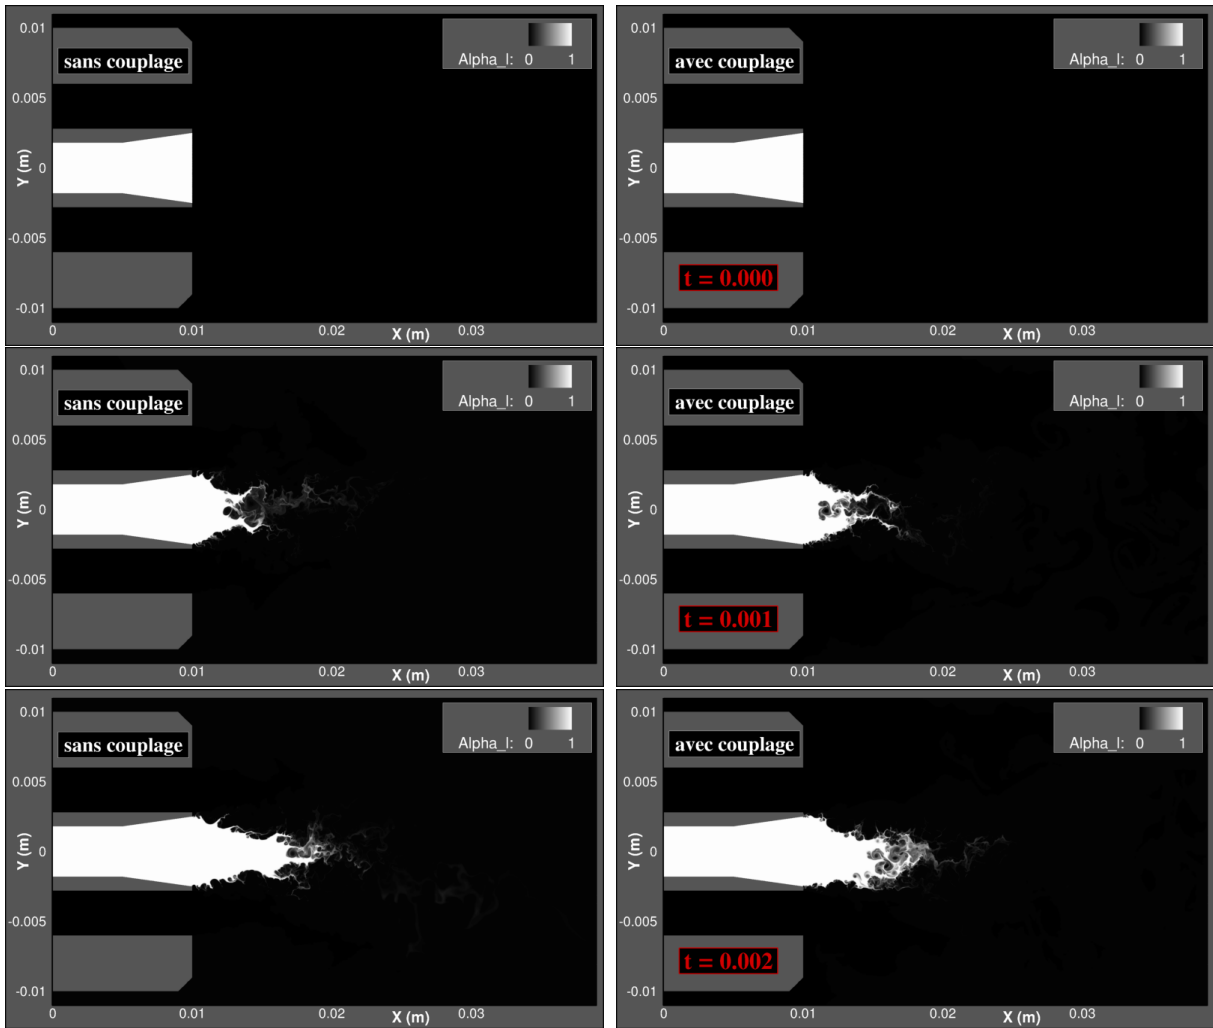 0.01
sans couplage
Alpha_l: 0 1
0.005
Y (m)
0
-0.005
-0.01
0 0.01 0.02 X (m) 0.03
0.01
avec couplage
Alpha_l: 0 1
0.005
Y (m)
0
-0.005
t = 0.000
-0.01
0 0.01 0.02 X (m) 0.03
0.01
sans couplage
Alpha_l: 0 1
0.005
Y (m)
0
-0.005
-0.01
0 0.01 0.02 X (m) 0.03
0.01
avec couplage
Alpha_l: 0 1
0.005
Y (m)
0
-0.005
t = 0.001
-0.01
0 0.01 0.02 X (m) 0.03
0.01
sans couplage
Alpha_l: 0 1
0.005
Y (m)
0
-0.005
-0.01
0 0.01 0.02 X (m) 0.03
0.01
avec couplage
Alpha_l: 0 1
0.005
Y (m)
0
-0.005
t = 0.002
-0.01
0 0.01 0.02 X (m) 0.03